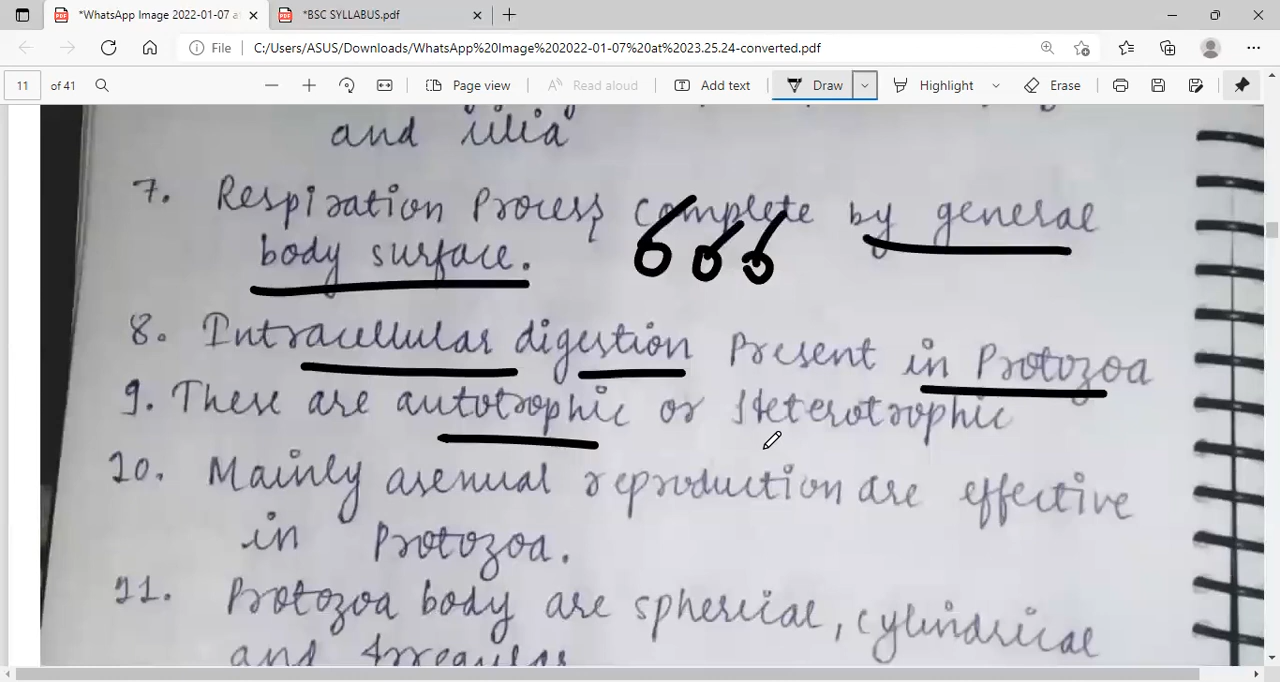 *WhatsApp Image 2022-01-07 a
*BSC SYLLABUS.pdf
File C:/Users/ASUS/Downloads/WhatsApp%20Image%202022-01-07%20at%2023.25.24-converted.pdf
11 of 41 Page view Read aloud Add text Draw Highlight Erase
and
7. Respiration Process complete by general
body surface.
8. Intracellular digestion Present in Protozoa
9. These are autotrophic or Heterotrophic
10. Mainly asexual reproduction are effective
in Protozoa.
11. Protozoa body are spherical, cylindrical
and Irregular